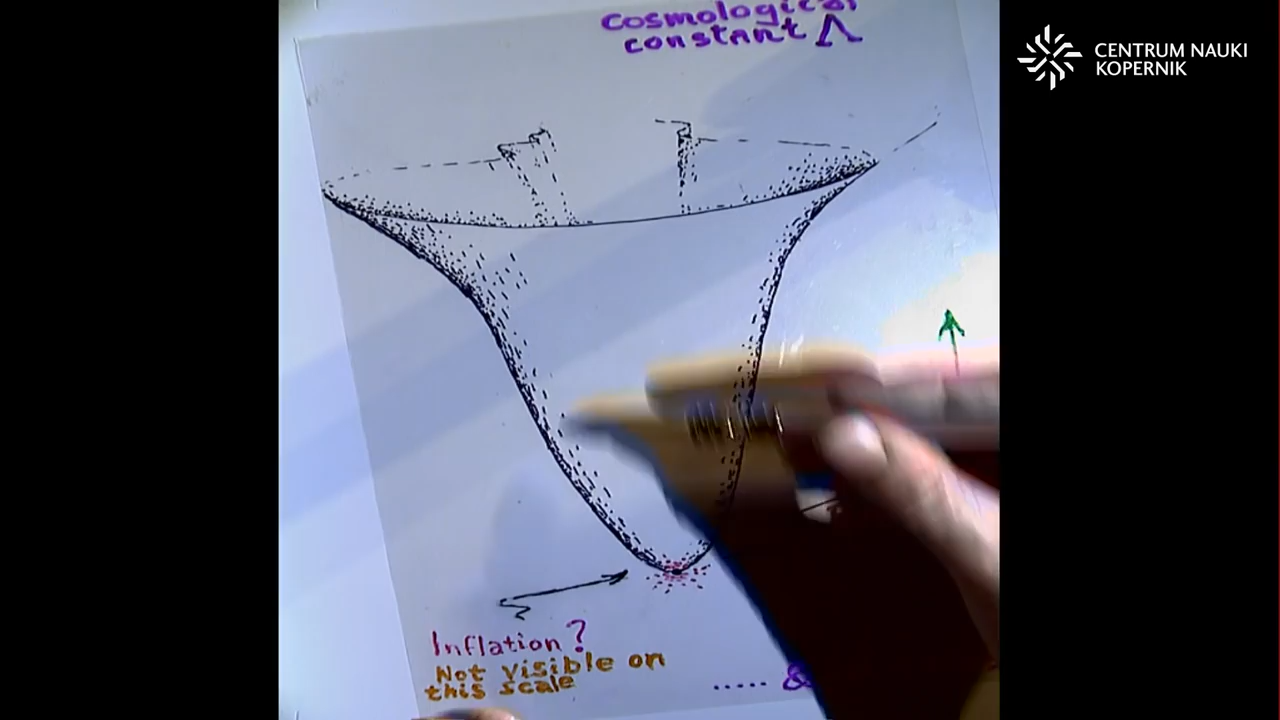 Cosmological
constant Λ
CENTRUM NAUKI
KOPERNIK
Inflation?
Not visible on
this scale
..... &